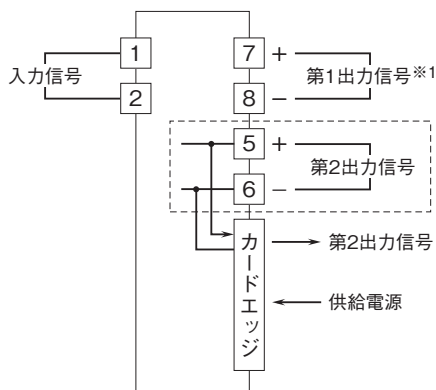 1
2
入力信号
7 +
8 −
第1出力信号※1
5 +
6 −
第2出力信号
カードエッジ
第2出力信号
供給電源